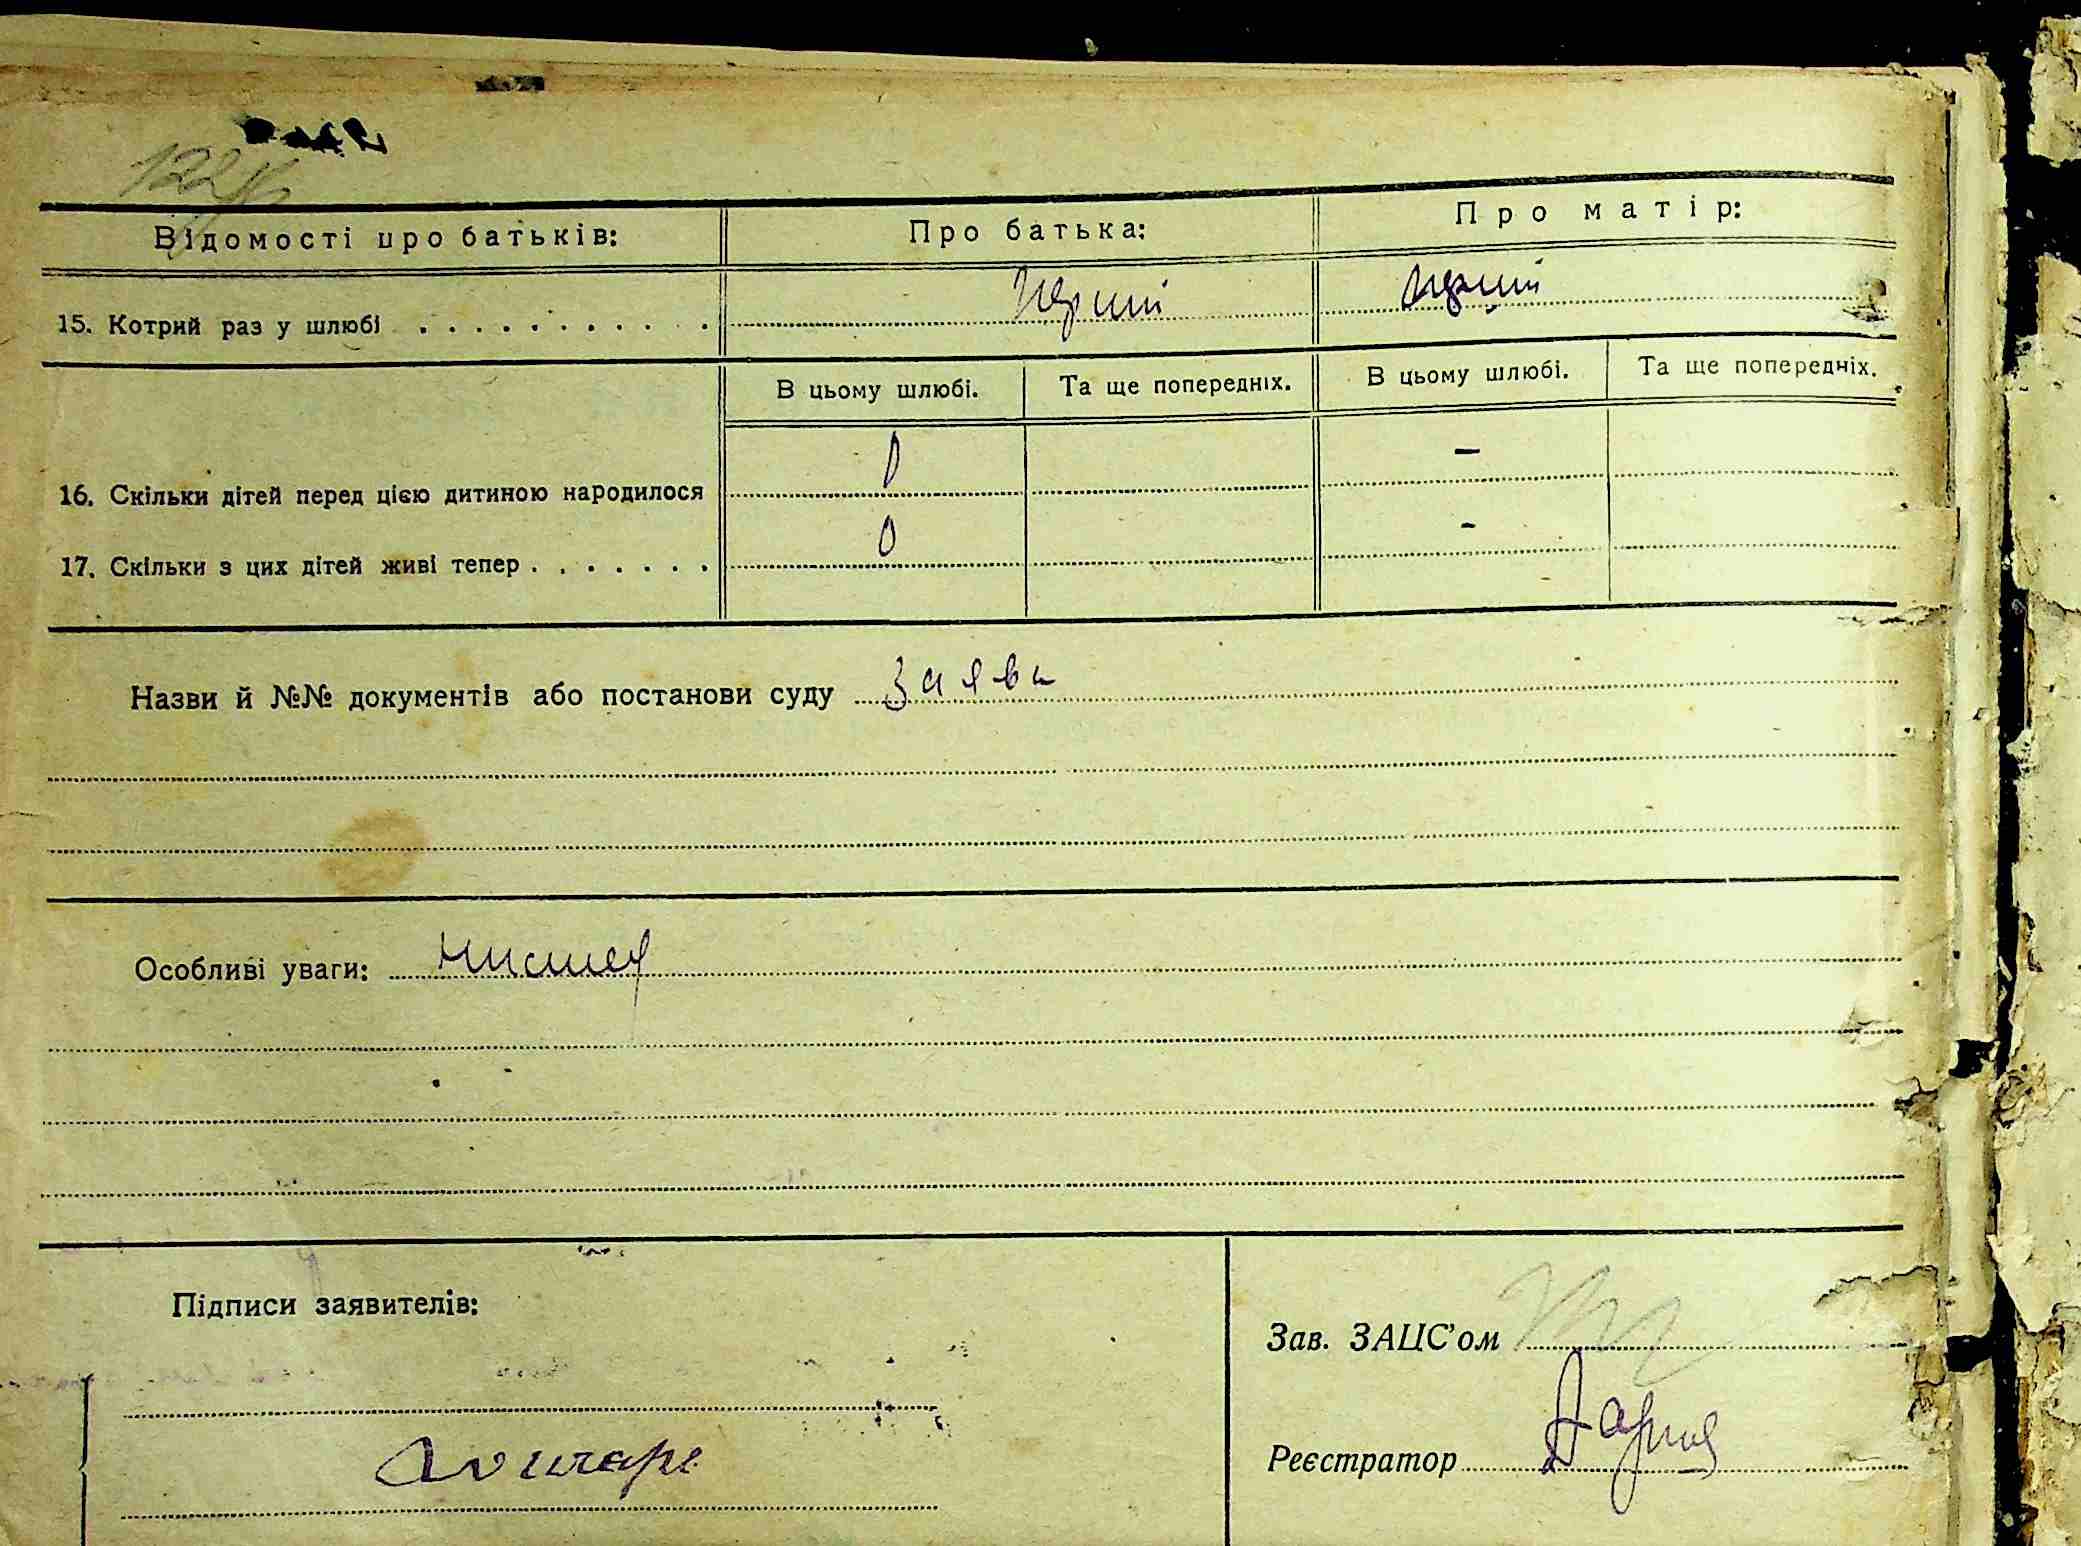 Відомості про батьків: Про батька: Про матір:
15. Котрий раз у шлюбі . . . . . . . . . . . Перший Перший
В цьому шлюбі. Та ще попередніх. В цьому шлюбі. Та ще попередніх.
16. Скільки дітей перед цією дитиною народилося 0 –
17. Скільки з цих дітей живі тепер . . . . . . . 0 –
Назви й №№ документів або постанови суду Заява
Особливі уваги:
Підписи заявителів:
Зав. ЗАЦС'ом
Реєстратор